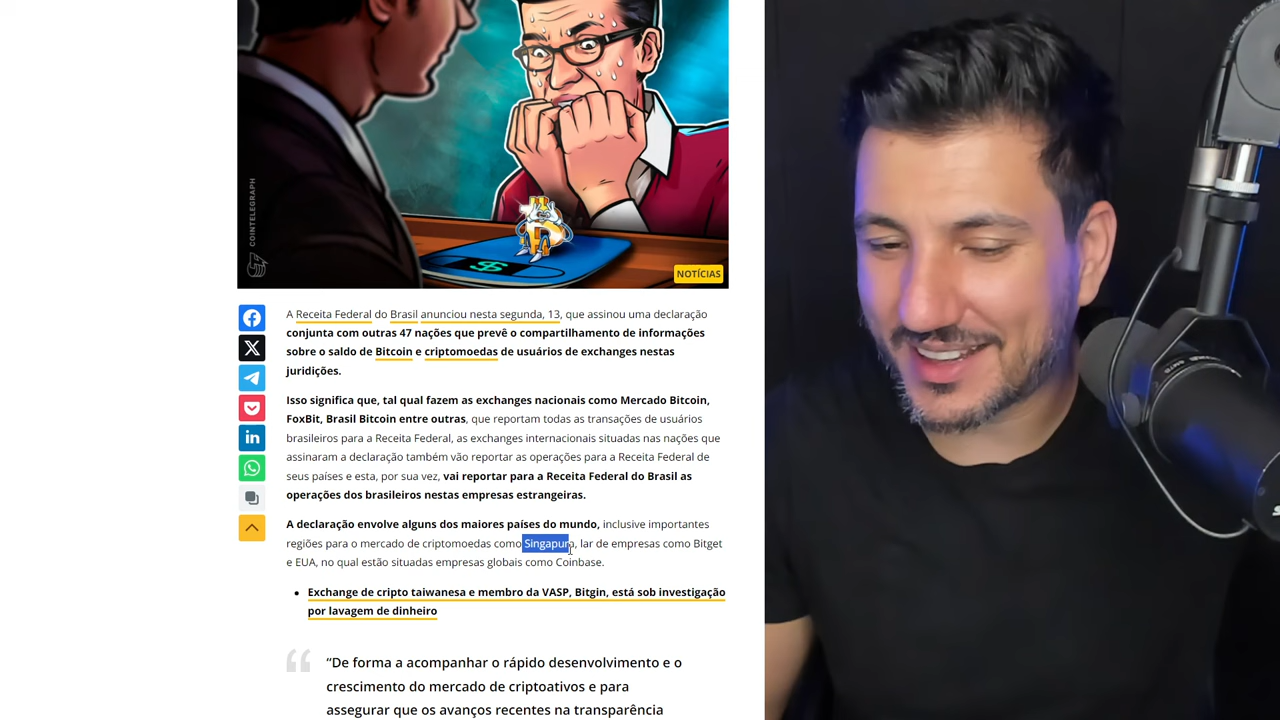 COINTELEGRAPH
NOTÍCIAS
A Receita Federal do Brasil anunciou nesta segunda, 13, que assinou uma declaração
conjunta com outras 47 nações que prevê o compartilhamento de informações
sobre o saldo de Bitcoin e criptomoedas de usuários de exchanges nestas
juridições.
Isso significa que, tal qual fazem as exchanges nacionais como Mercado Bitcoin,
FoxBit, Brasil Bitcoin entre outras, que reportam todas as transações de usuários
brasileiros para a Receita Federal, as exchanges internacionais situadas nas nações que
assinaram a declaração também vão reportar as operações para a Receita Federal de
seus países e esta, por sua vez, vai reportar para a Receita Federal do Brasil as
operações dos brasileiros nestas empresas estrangeiras.
A declaração envolve alguns dos maiores países do mundo, inclusive importantes
regiões para o mercado de criptomoedas como Singapura, lar de empresas como Bitget
e EUA, no qual estão situadas empresas globais como Coinbase.
• Exchange de cripto taiwanesa e membro da VASP, Bitgin, está sob investigação
por lavagem de dinheiro
“De forma a acompanhar o rápido desenvolvimento e o
crescimento do mercado de criptoativos e para
assegurar que os avanços recentes na transparência